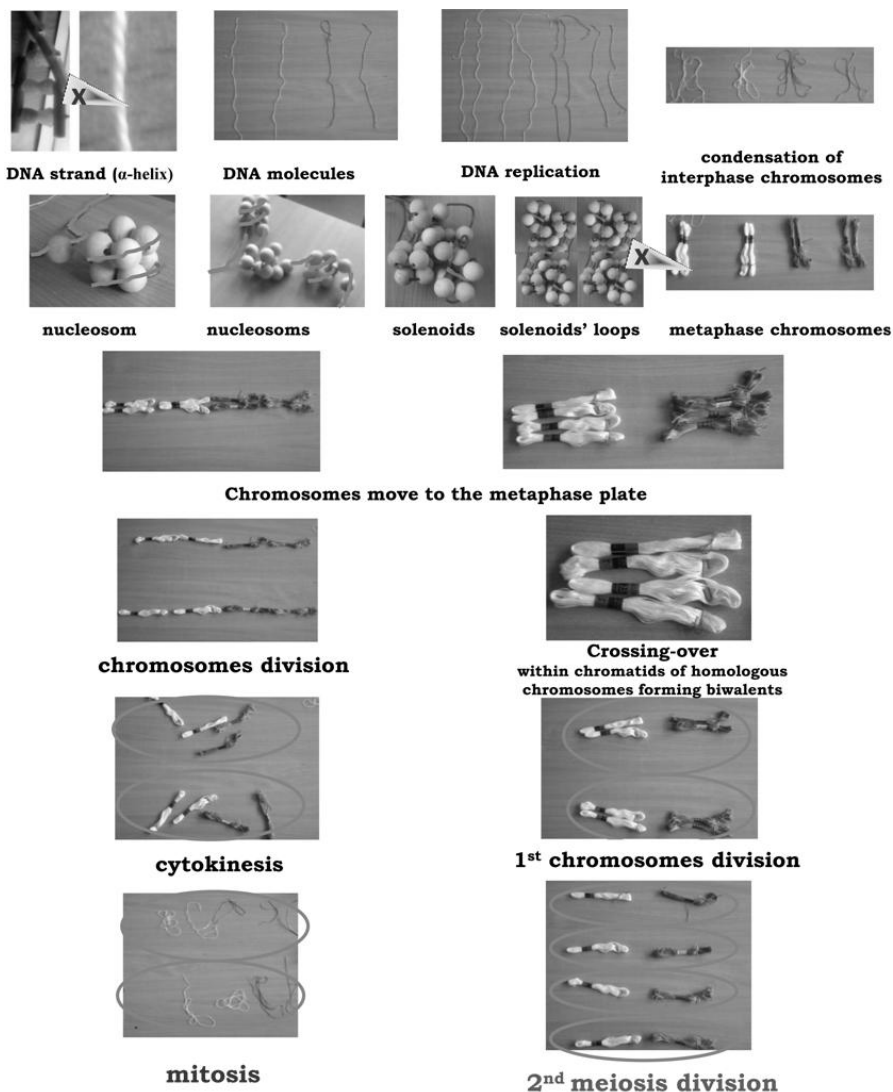 X
DNA strand (α-helix)
DNA molecules
DNA replication
condensation of
interphase chromosomes
X
nucleosom
nucleosoms
solenoids
solenoids' loops
metaphase chromosomes
Chromosomes move to the metaphase plate
chromosomes division
Crossing-over
within chromatids of homologous
chromosomes forming biwalents
cytokinesis
1st chromosomes division
mitosis
2nd meiosis division